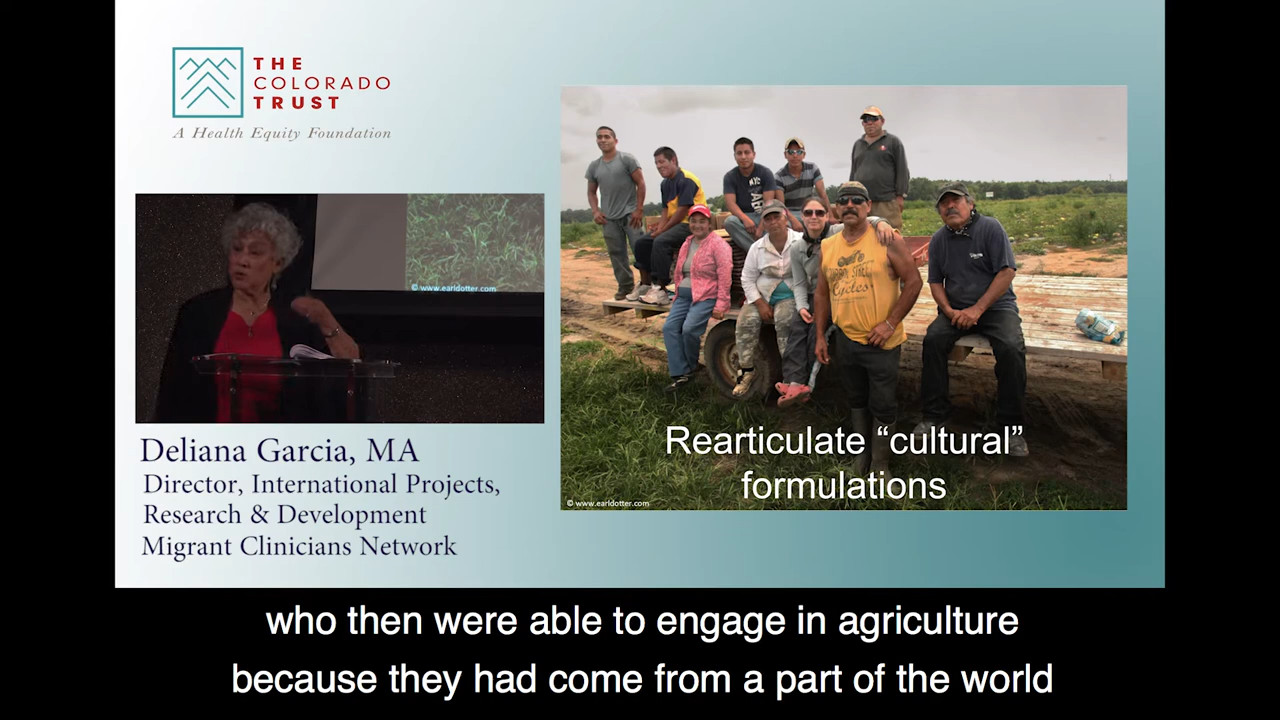 THE
COLORADO
TRUST
A Health Equity Foundation
© www.earldotter.com
Deliana Garcia, MA
Director, International Projects,
Research & Development
Migrant Clinicians Network
Rearticulate “cultural”
formulations
© www.earldotter.com
who then were able to engage in agriculture
because they had come from a part of the world